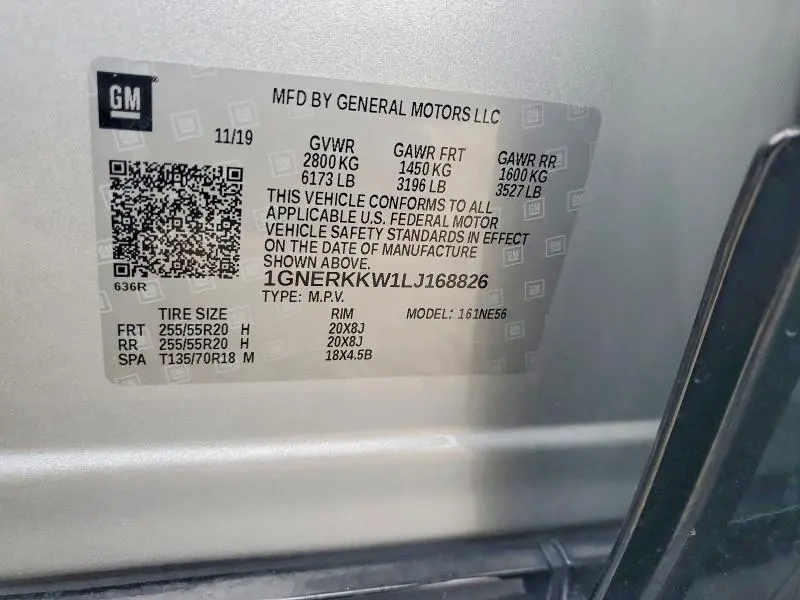 GM
MFD BY GENERAL MOTORS LLC
11/19
GVWR GAWR FRT GAWR RR
2800 KG 1450 KG 1600 KG
6173 LB 3196 LB 3527 LB
THIS VEHICLE CONFORMS TO ALL
APPLICABLE U.S. FEDERAL MOTOR
VEHICLE SAFETY STANDARDS IN EFFECT
ON THE DATE OF MANUFACTURE
SHOWN ABOVE.
636R
1GNERKKW1LJ168826
TYPE: M.P.V.
TIRE SIZE RIM MODEL: 161NE56
FRT 255/55R20 H 20X8J
RR 255/55R20 H 20X8J
SPA T135/70R18 M 18X4.5B